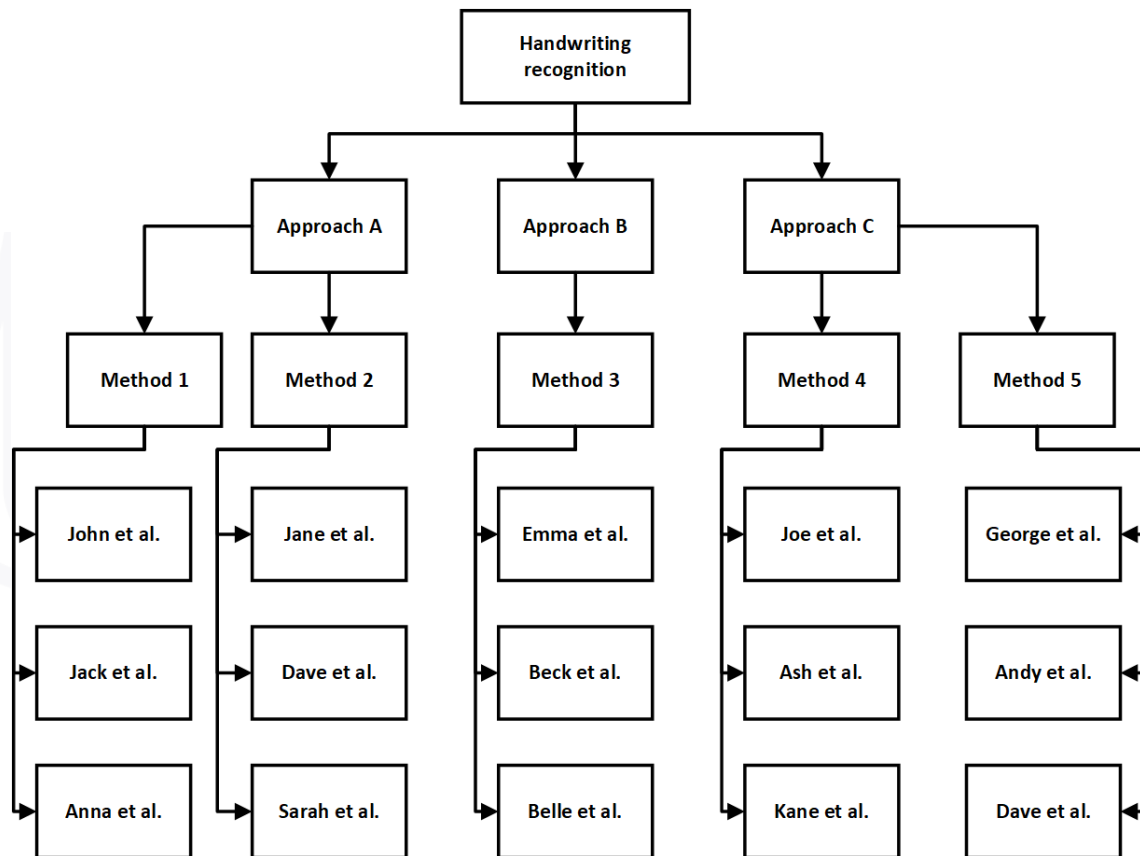 Handwriting
recognition
Approach A
Approach B
Approach C
Method 1
Method 2
Method 3
Method 4
Method 5
John et al.
Jane et al.
Emma et al.
Joe et al.
George et al.
Jack et al.
Dave et al.
Beck et al.
Ash et al.
Andy et al.
Anna et al.
Sarah et al.
Belle et al.
Kane et al.
Dave et al.